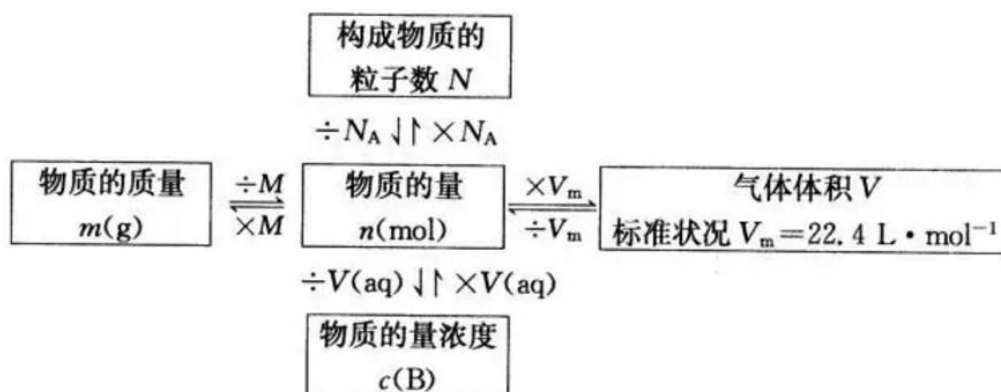 构成物质的
粒子数 N
÷N_A ⇃↾ ×N_A
物质的质量
m(g)
÷M
×M
物质的量
n(mol)
×V_m
÷V_m
气体体积 V
标准状况 V_m=22.4 L·mol⁻¹
÷V(aq) ⇃↾ ×V(aq)
物质的量浓度
c(B)